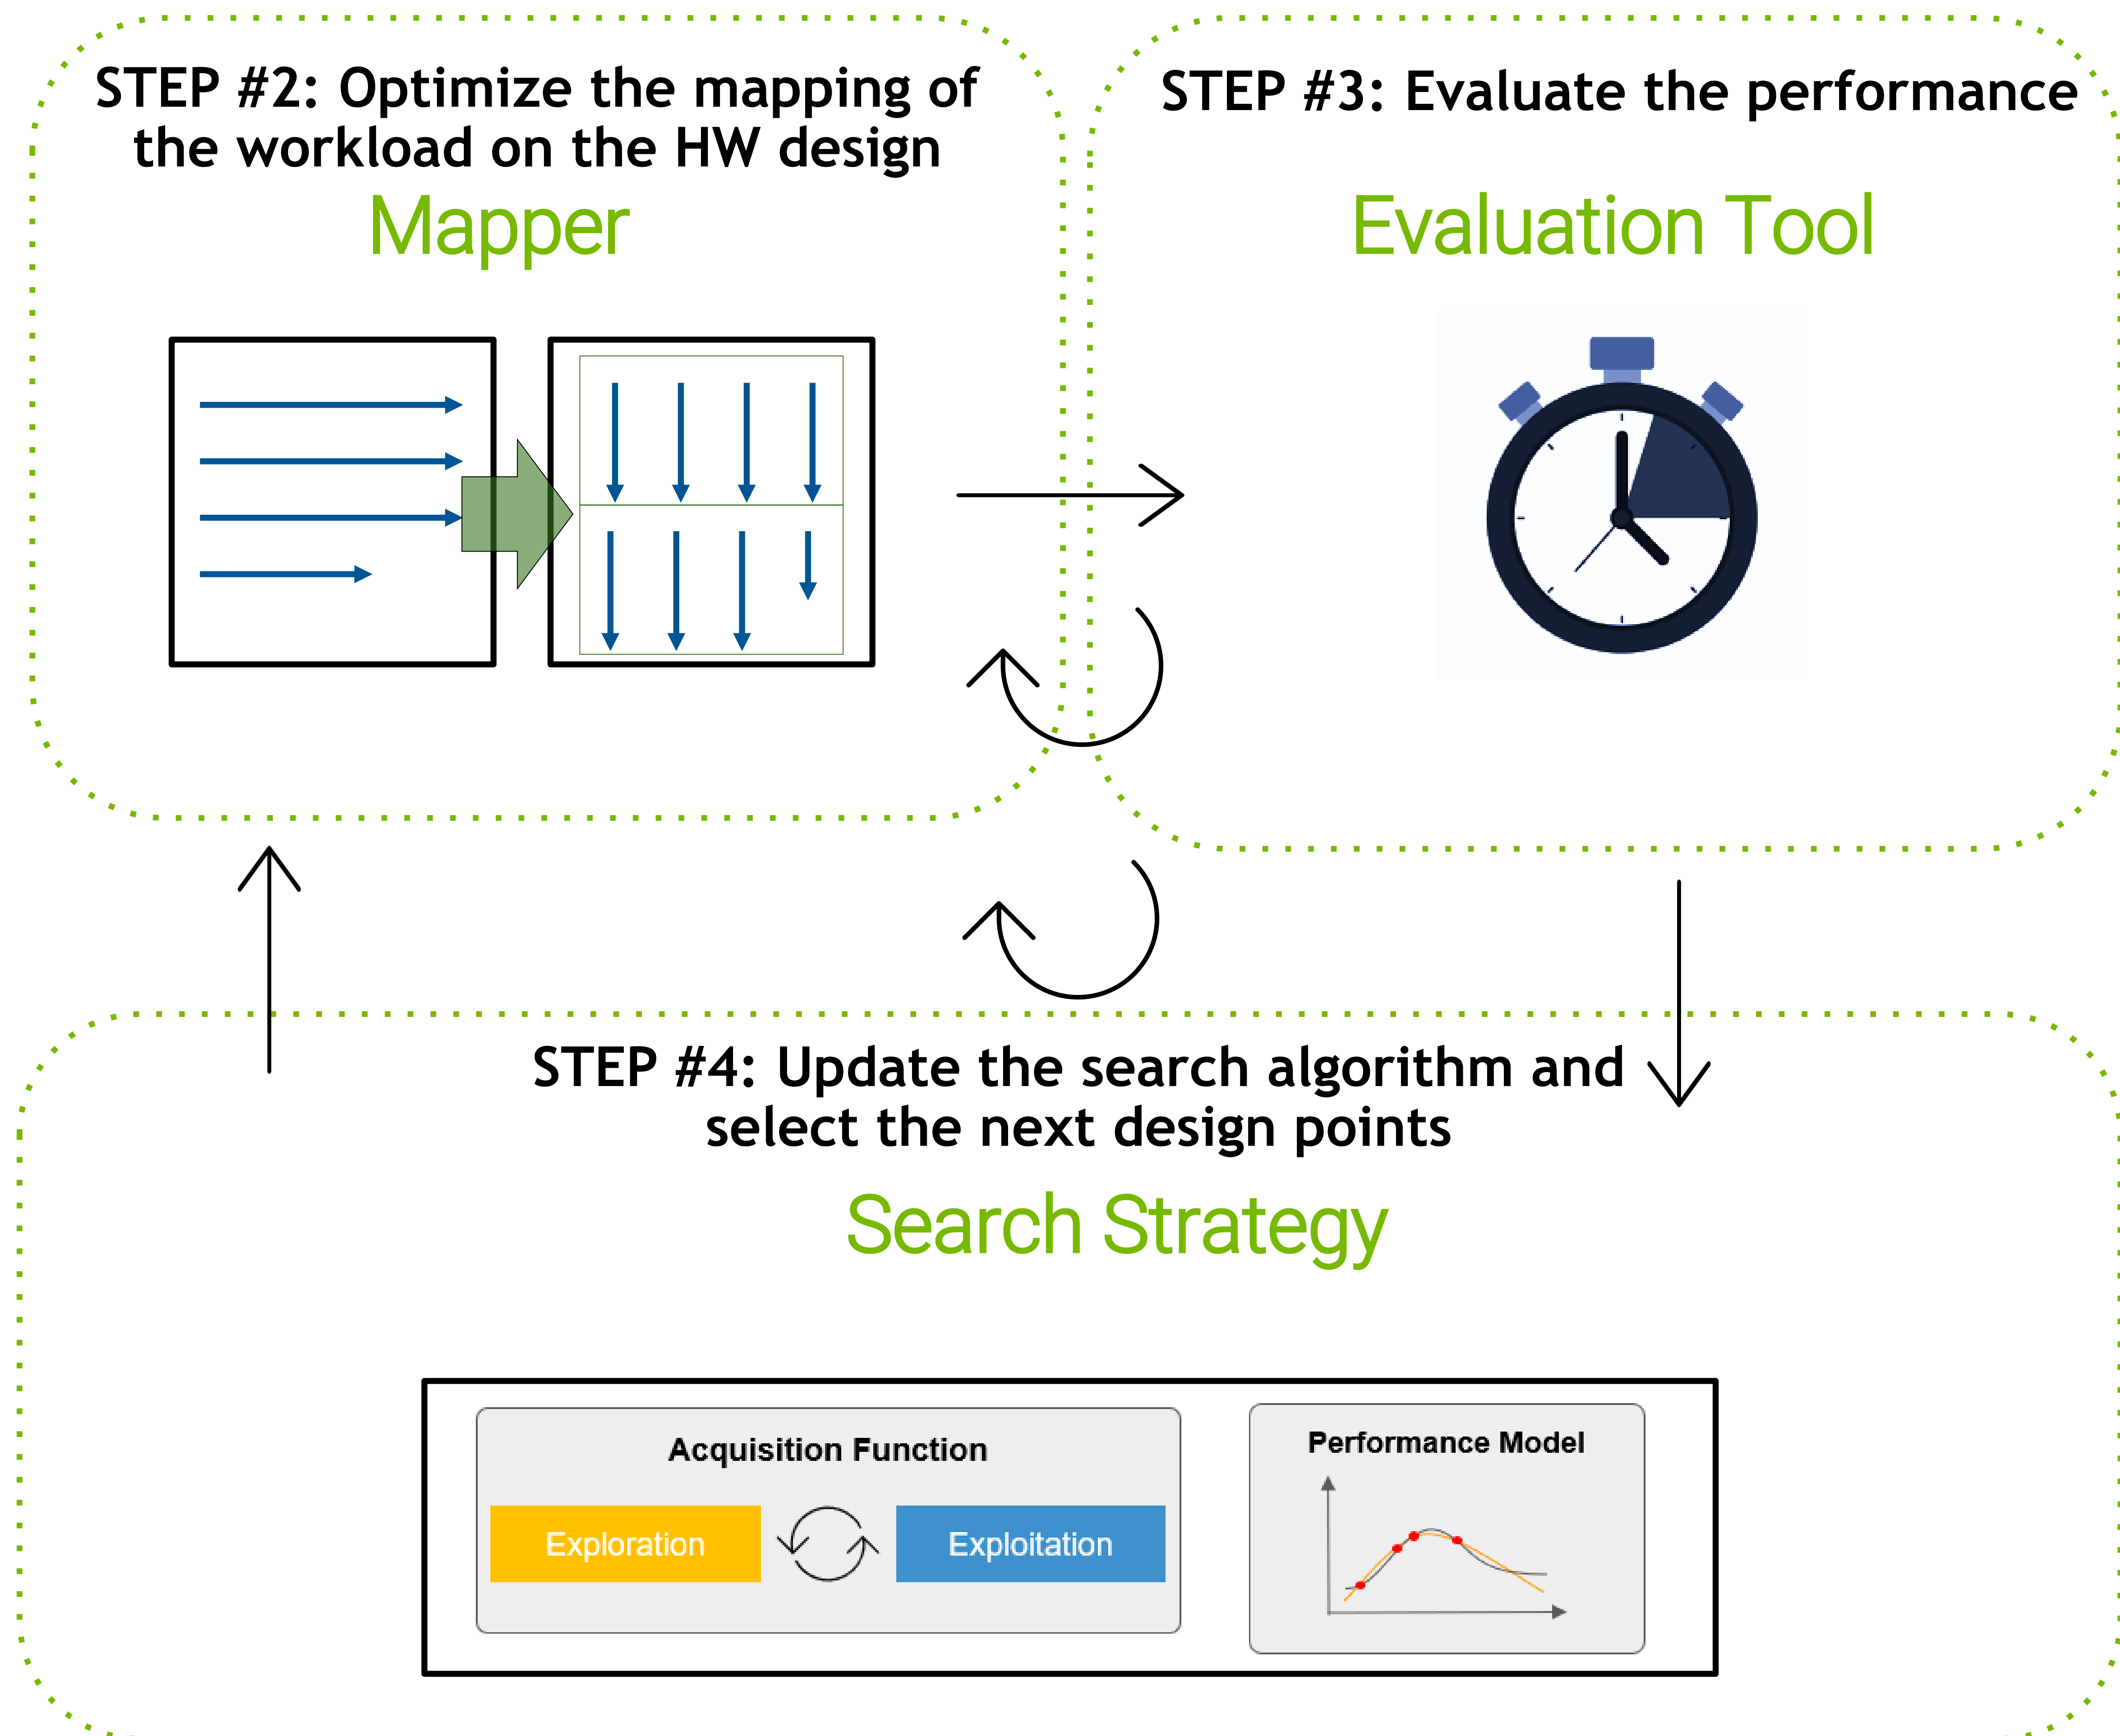 STEP #2: Optimize the mapping of
the workload on the HW design
Mapper
STEP #3: Evaluate the performance
Evaluation Tool
STEP #4: Update the search algorithm and
select the next design points
Search Strategy
Acquisition Function
Exploration
Exploitation
Performance Model